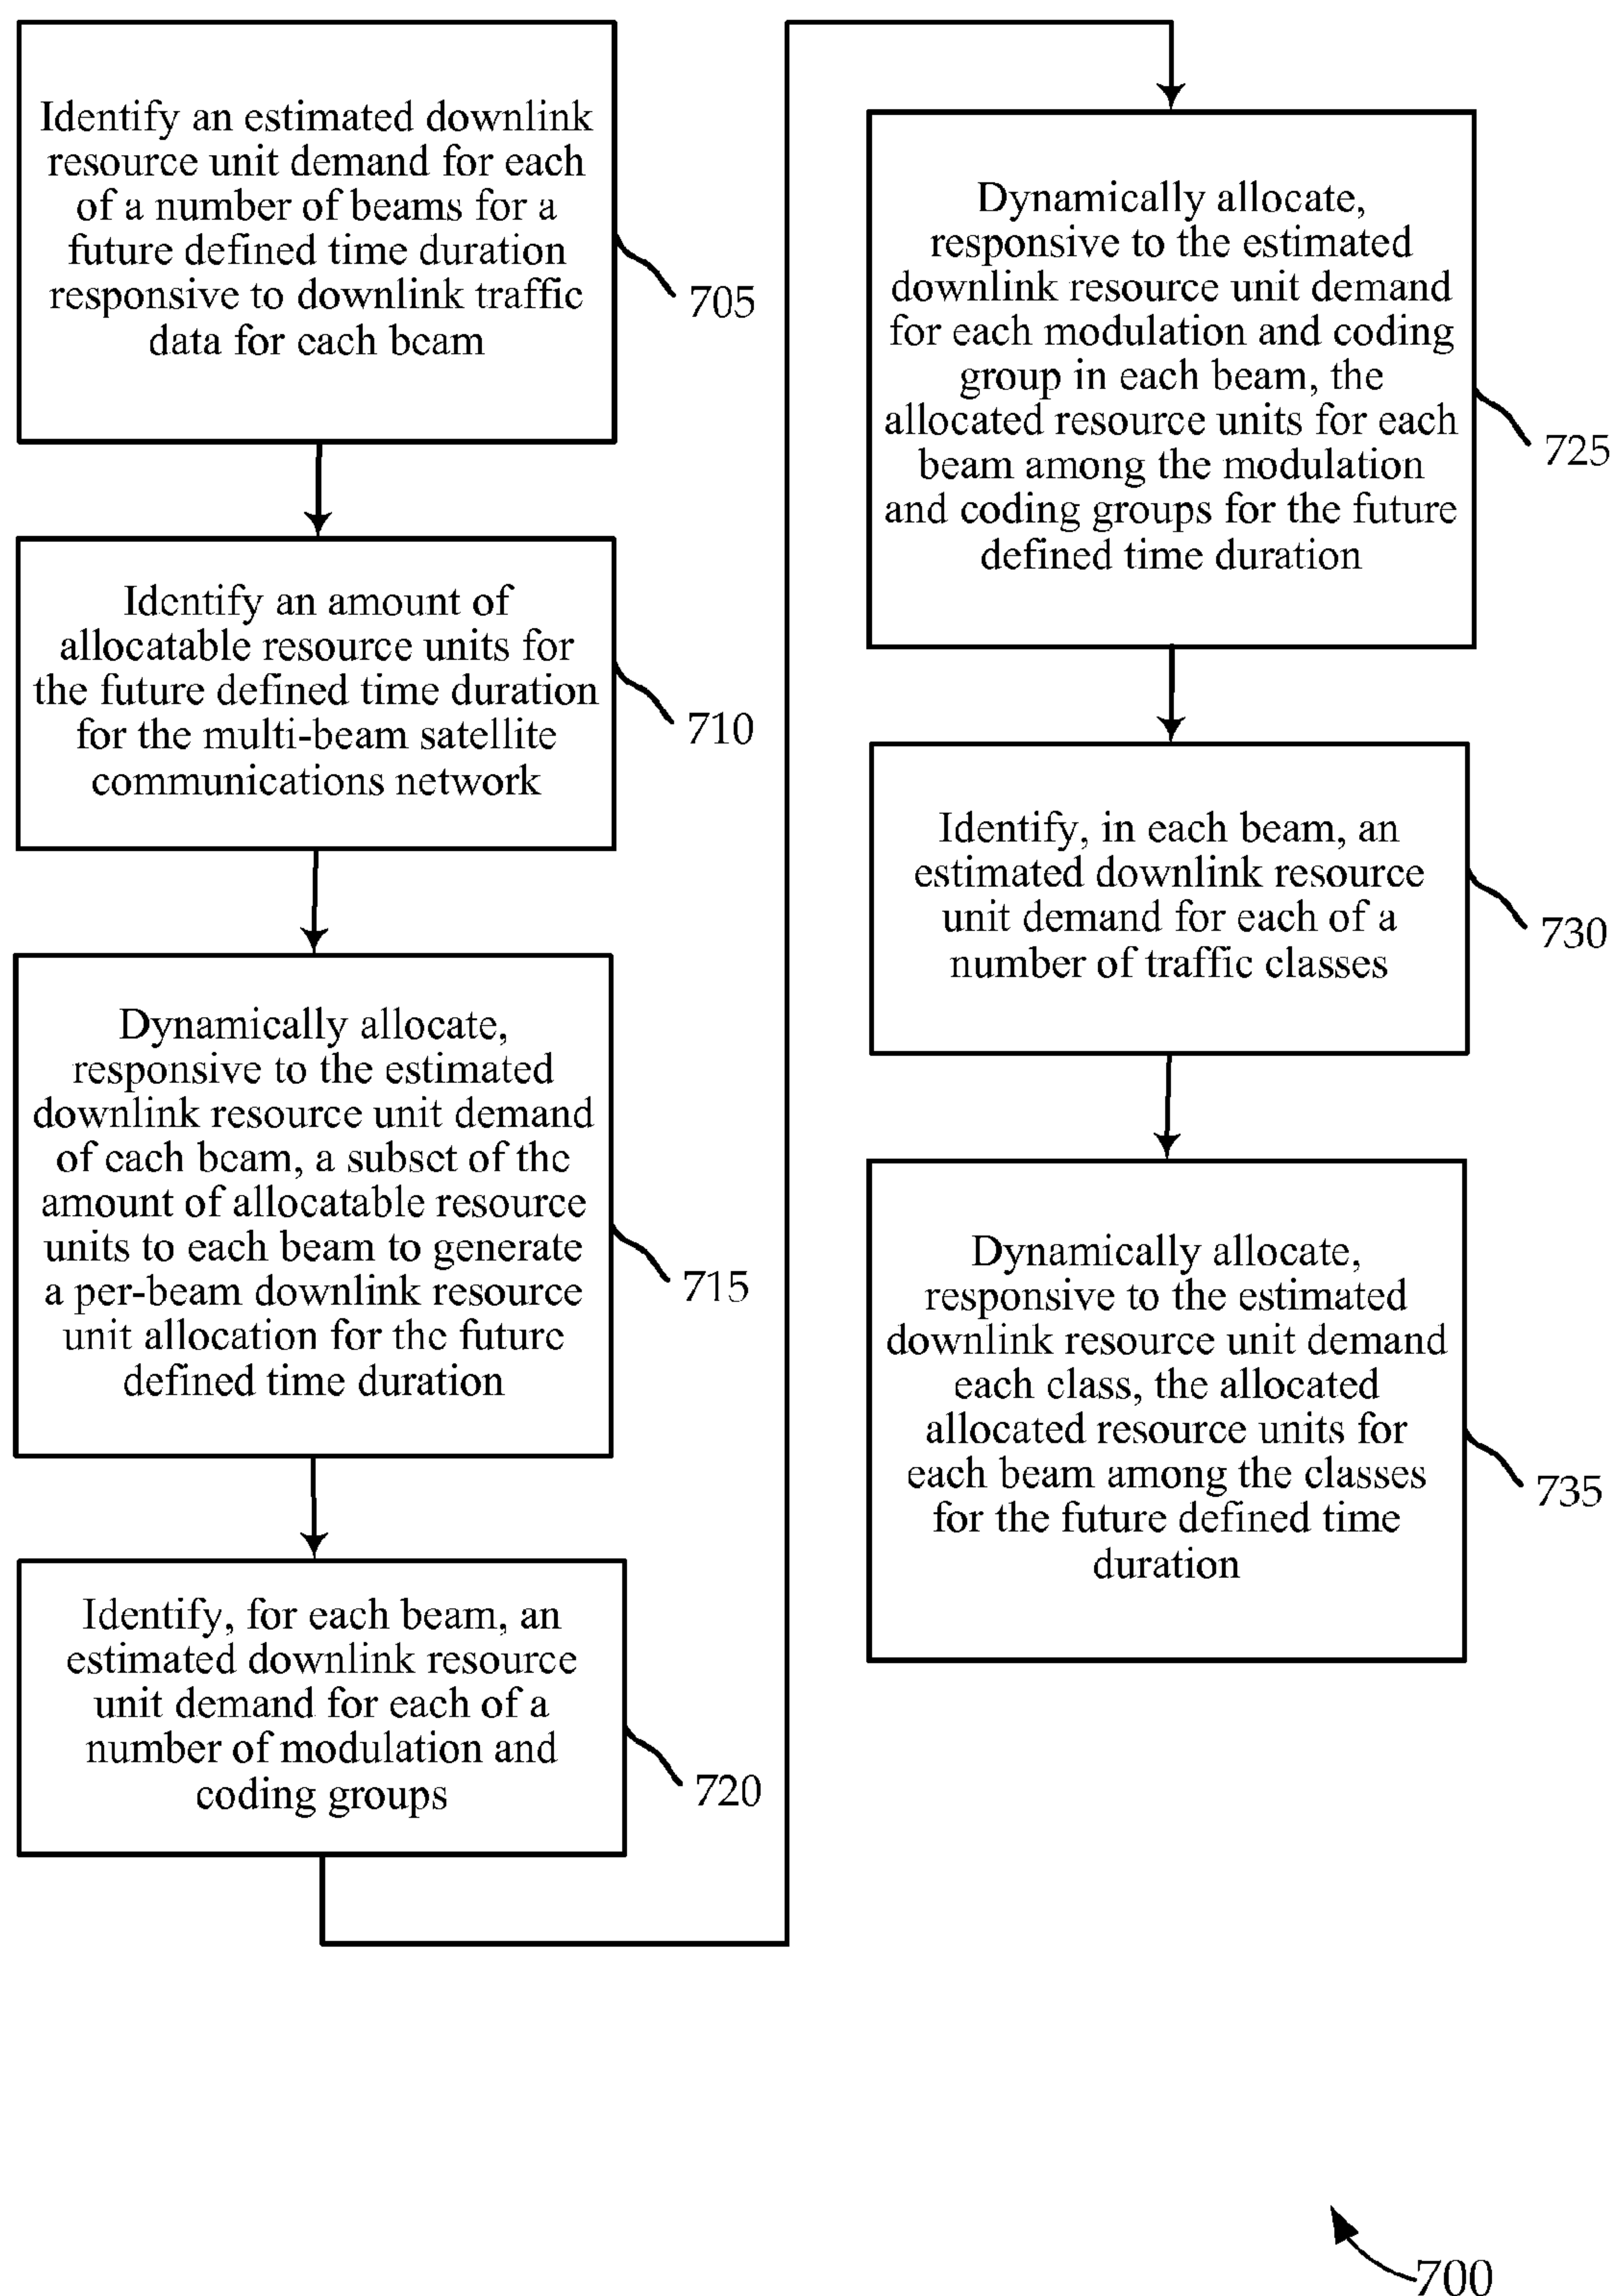 Identify an estimated downlink
resource unit demand for each
of a number of beams for a
future defined time duration
responsive to downlink traffic
data for each beam
705
Identify an amount of
allocatable resource units for
the future defined time duration
for the multi-beam satellite
communications network
710
Dynamically allocate,
responsive to the estimated
downlink resource unit demand
of each beam, a subset of the
amount of allocatable resource
units to each beam to generate
a per-beam downlink resource
unit allocation for the future
defined time duration
715
Identify, for each beam, an
estimated downlink resource
unit demand for each of a
number of modulation and
coding groups
720
Dynamically allocate,
responsive to the estimated
downlink resource unit demand
for each modulation and coding
group in each beam, the
allocated resource units for each
beam among the modulation
and coding groups for the future
defined time duration
725
Identify, in each beam, an
estimated downlink resource
unit demand for each of a
number of traffic classes
730
Dynamically allocate,
responsive to the estimated
downlink resource unit demand
each class, the allocated
allocated resource units for
each beam among the classes
for the future defined time
duration
735
700